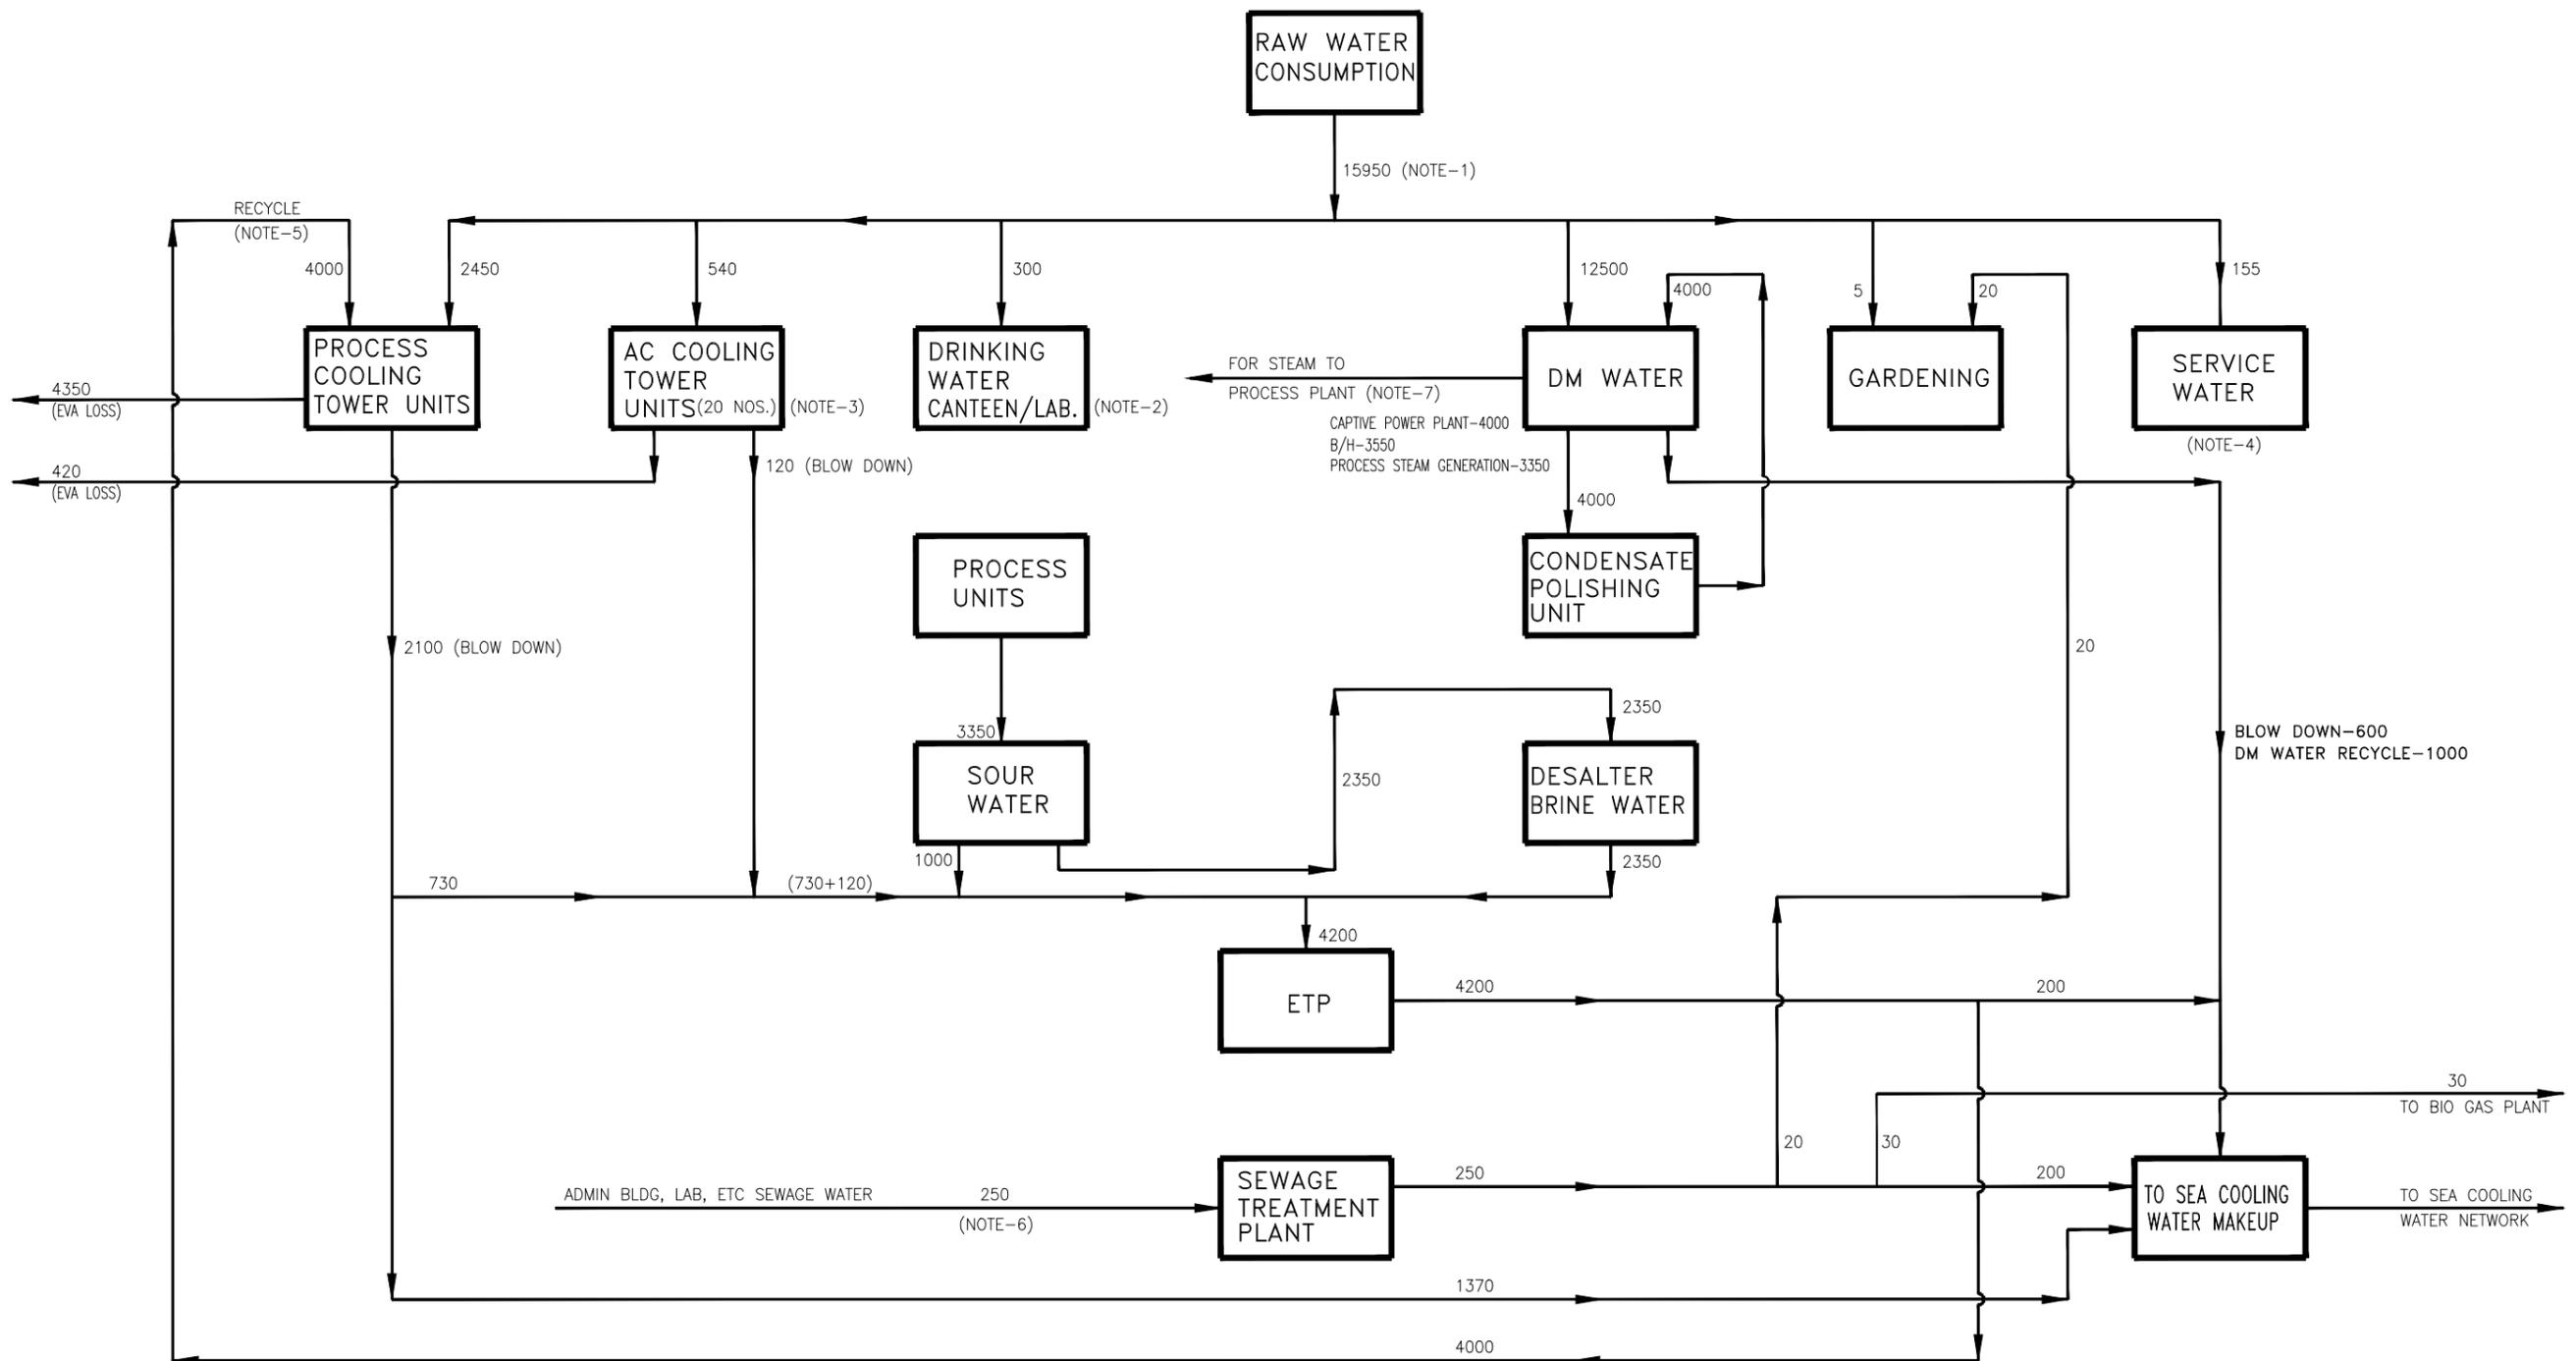 RAW WATER
CONSUMPTION
15950 (NOTE-1)
RECYCLE
(NOTE-5)
4000
2450
540
300
12500
4000
5
20
155
PROCESS
COOLING
TOWER UNITS
AC COOLING
TOWER
UNITS(20 NOS.)
(NOTE-3)
DRINKING
WATER
CANTEEN/LAB.
(NOTE-2)
FOR STEAM TO
PROCESS PLANT (NOTE-7)
CAPTIVE POWER PLANT-4000
B/H-3550
PROCESS STEAM GENERATION-3350
DM WATER
GARDENING
SERVICE
WATER
(NOTE-4)
4350
(EVA LOSS)
420
(EVA LOSS)
120 (BLOW DOWN)
4000
PROCESS
UNITS
CONDENSATE
POLISHING
UNIT
2100 (BLOW DOWN)
20
3350
2350
BLOW DOWN-600
DM WATER RECYCLE-1000
SOUR
WATER
2350
DESALTER
BRINE WATER
1000
2350
730
(730+120)
4200
ETP
4200
200
30
TO BIO GAS PLANT
20
30
ADMIN BLDG, LAB, ETC SEWAGE WATER
250
(NOTE-6)
SEWAGE
TREATMENT
PLANT
250
200
TO SEA COOLING
WATER MAKEUP
TO SEA COOLING
WATER NETWORK
1370
4000